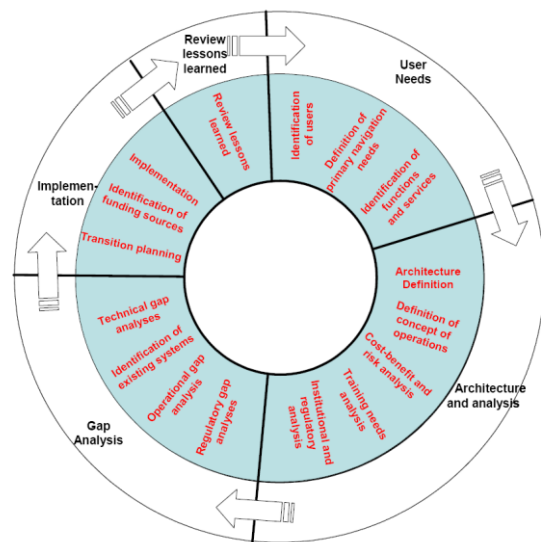 Review
lessons
learned
User
Needs
Identification
of users
Definition of
primary navigation
needs
Identification of
functions
and services
Architecture
and analysis
Architecture
Definition
Definition of
concept of
operations
Cost-benefit and
risk analysis
Training needs
analysis
Institutional and
regulatory
analysis
Gap
Analysis
Regulatory gap
analyses
Operational gap
analysis
Identification of
existing systems
Technical gap
analyses
Implemen-
tation
Transition planning
Identification of
funding sources
Implementation
Review lessons
learned